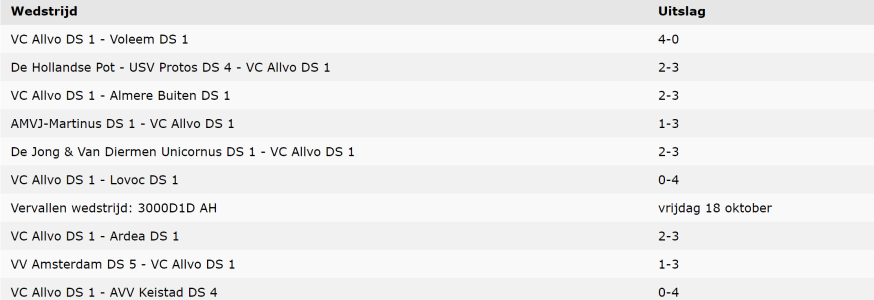 Wedstrijd Uitslag
VC Allvo DS 1 - Voleem DS 1 4-0
De Hollandse Pot - USV Protos DS 4 - VC Allvo DS 1 2-3
VC Allvo DS 1 - Almere Buiten DS 1 2-3
AMVJ-Martinus DS 1 - VC Allvo DS 1 1-3
De Jong & Van Diermen Unicornus DS 1 - VC Allvo DS 1 2-3
VC Allvo DS 1 - Lovoc DS 1 0-4
Vervallen wedstrijd: 3000D1D AH vrijdag 18 oktober
VC Allvo DS 1 - Ardea DS 1 2-3
VV Amsterdam DS 5 - VC Allvo DS 1 1-3
VC Allvo DS 1 - AVV Keistad DS 4 0-4